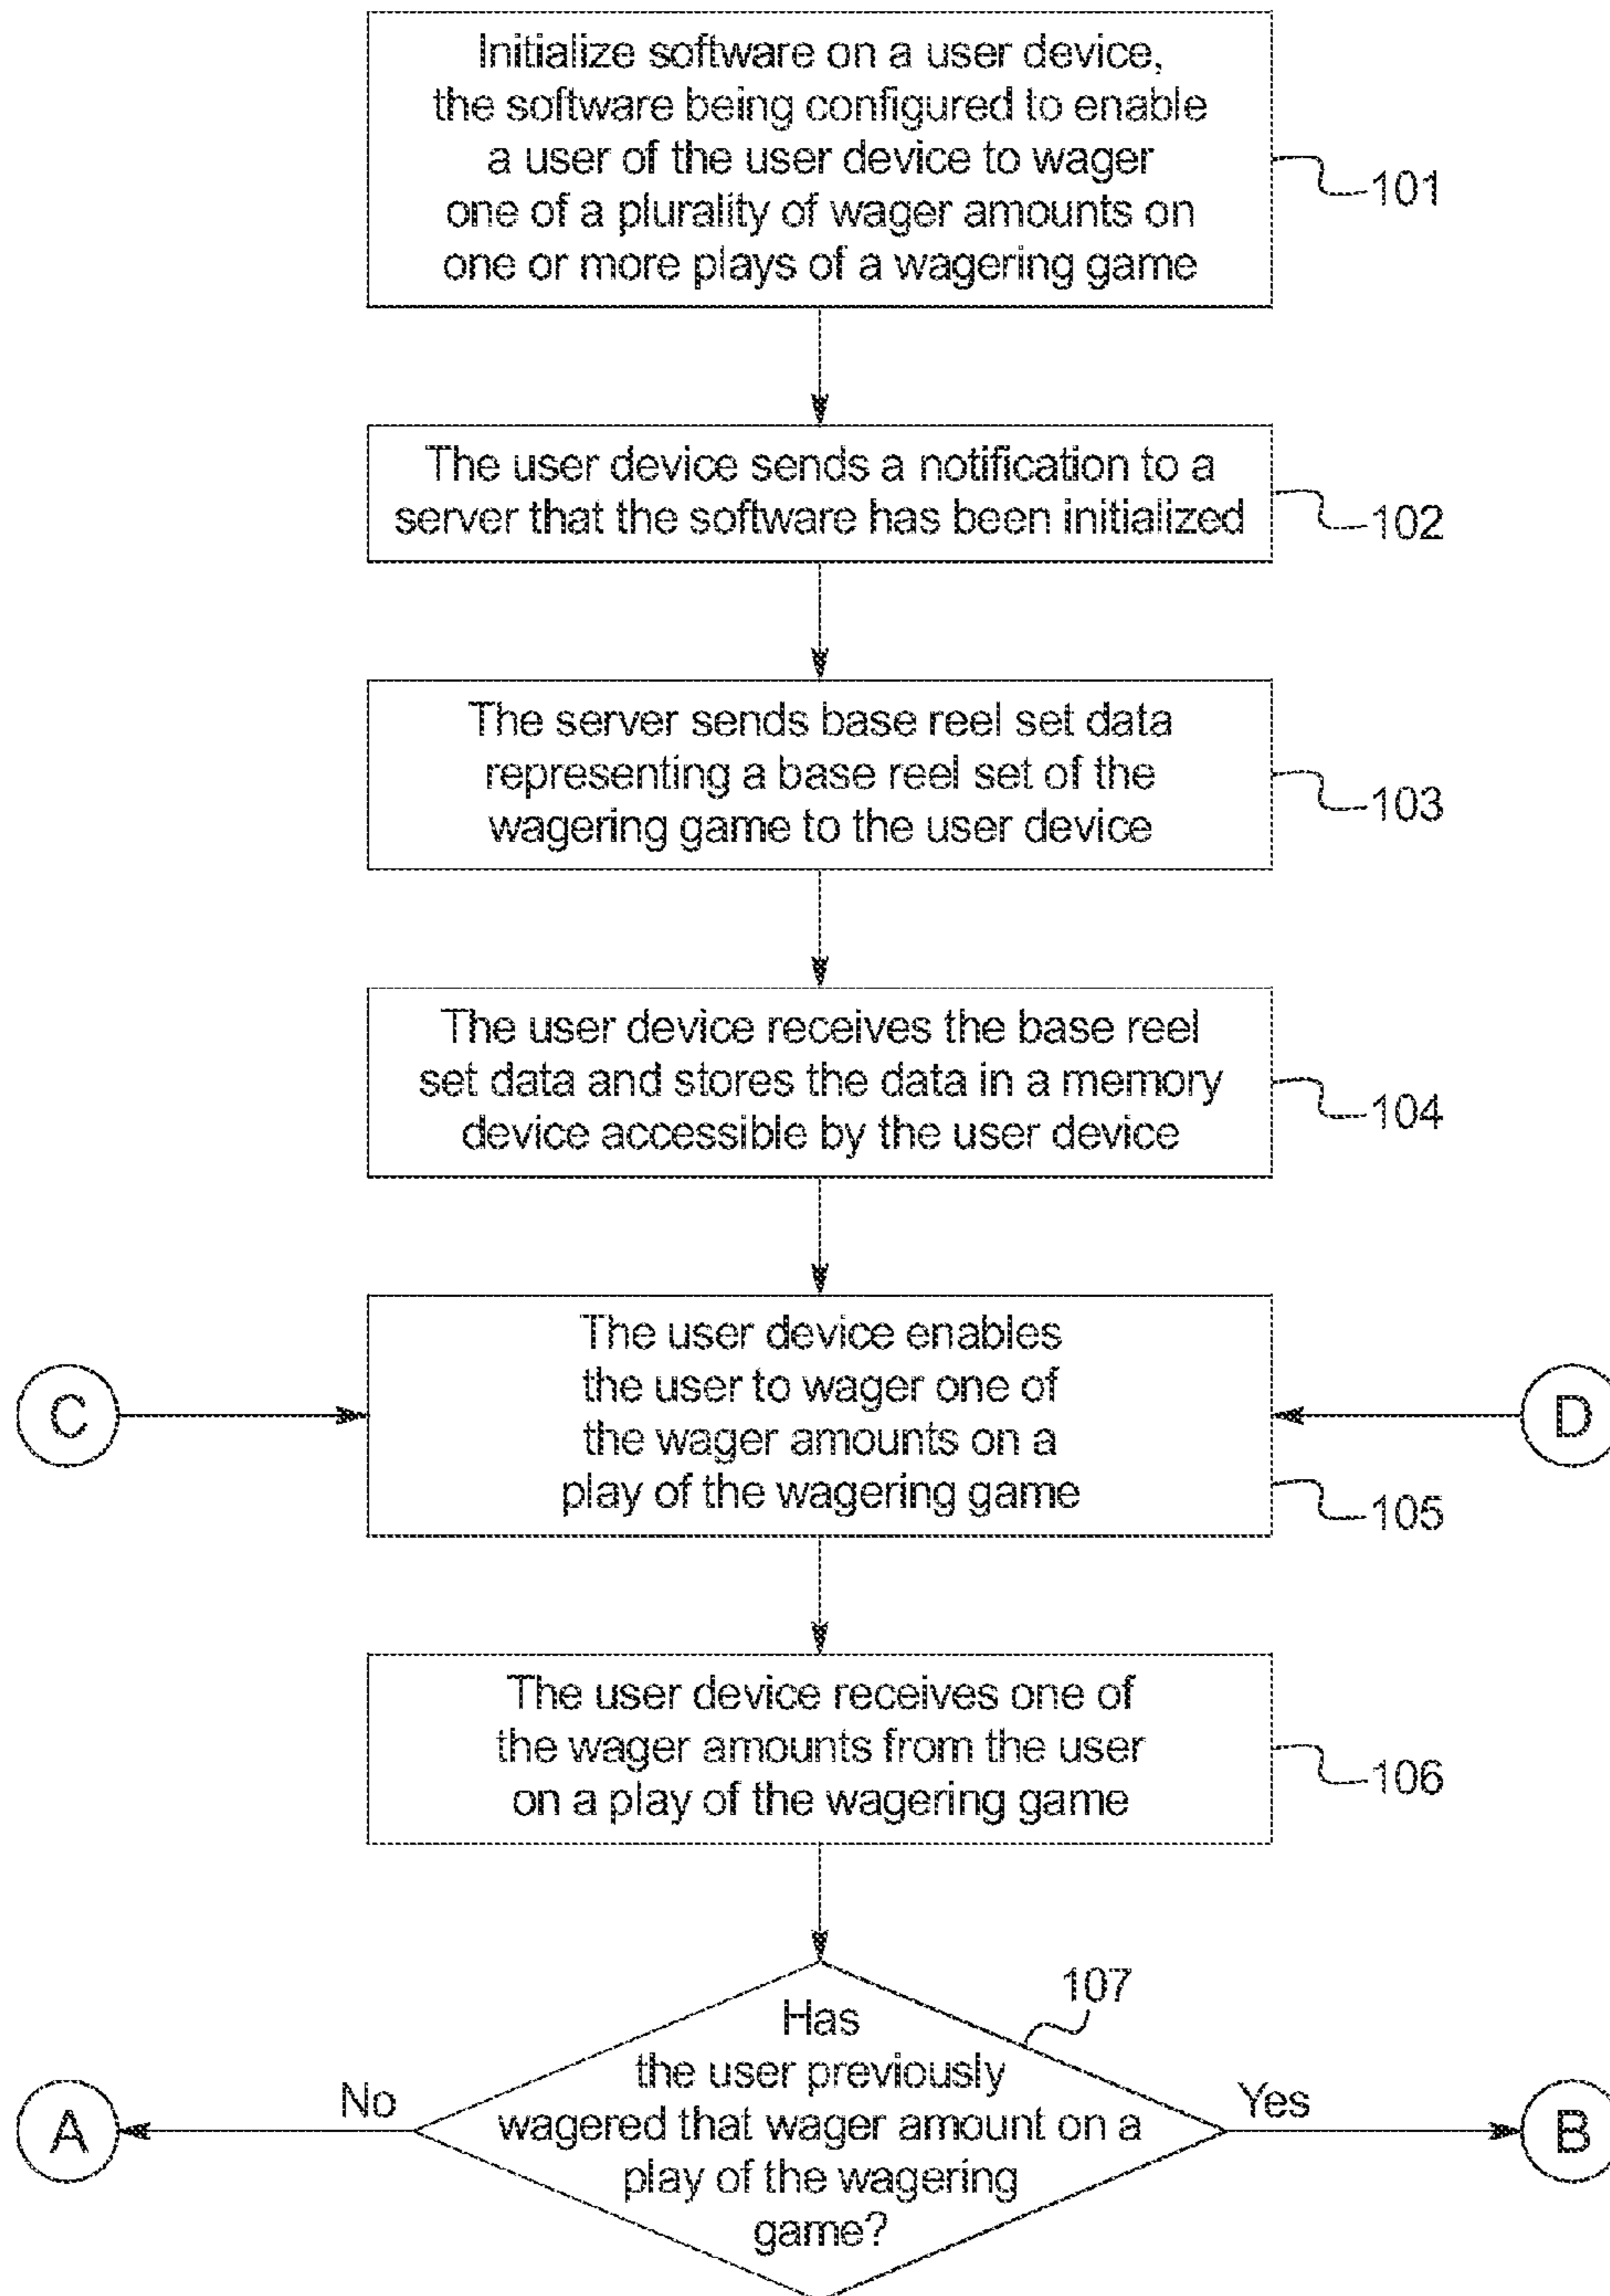 Initialize software on a user device,
the software being configured to enable
a user of the user device to wager
one of a plurality of wager amounts on
one or more plays of a wagering game
101
The user device sends a notification to a
server that the software has been initialized
102
The server sends base reel set data
representing a base reel set of the
wagering game to the user device
103
The user device receives the base reel
set data and stores the data in a memory
device accessible by the user device
104
The user device enables
the user to wager one of
the wager amounts on a
play of the wagering game
C
D
105
The user device receives one of
the wager amounts from the user
on a play of the wagering game
106
107
Has
the user previously
wagered that wager amount on a
play of the wagering
game?
No
Yes
A
B